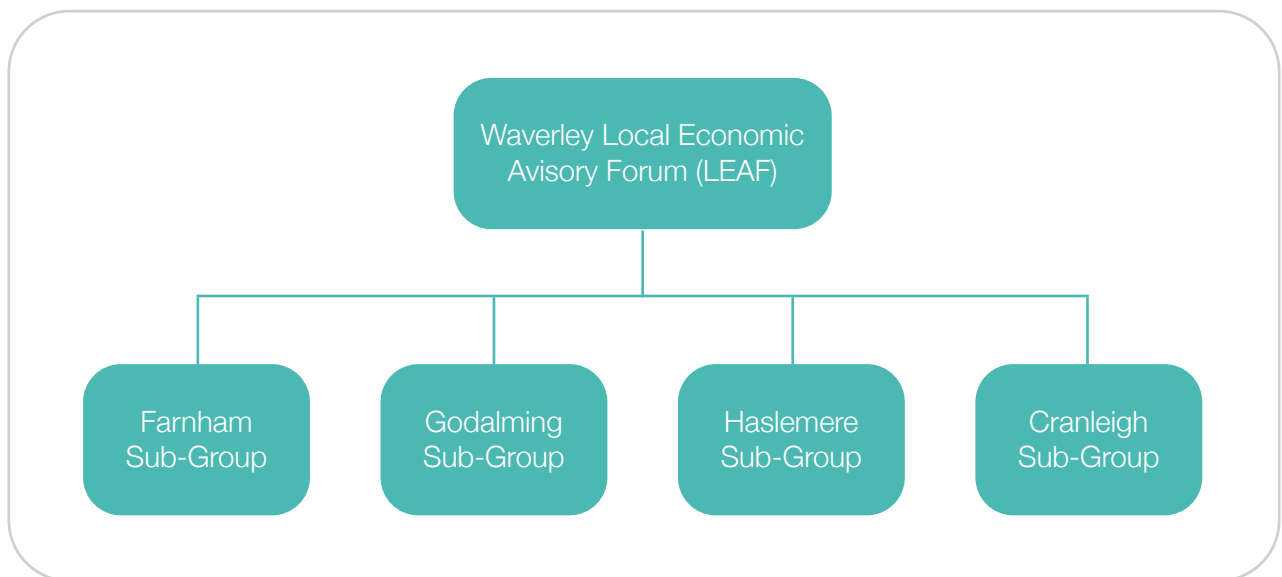 Waverley Local Economic
Avisory Forum (LEAF)
Farnham
Sub-Group
Godalming
Sub-Group
Haslemere
Sub-Group
Cranleigh
Sub-Group